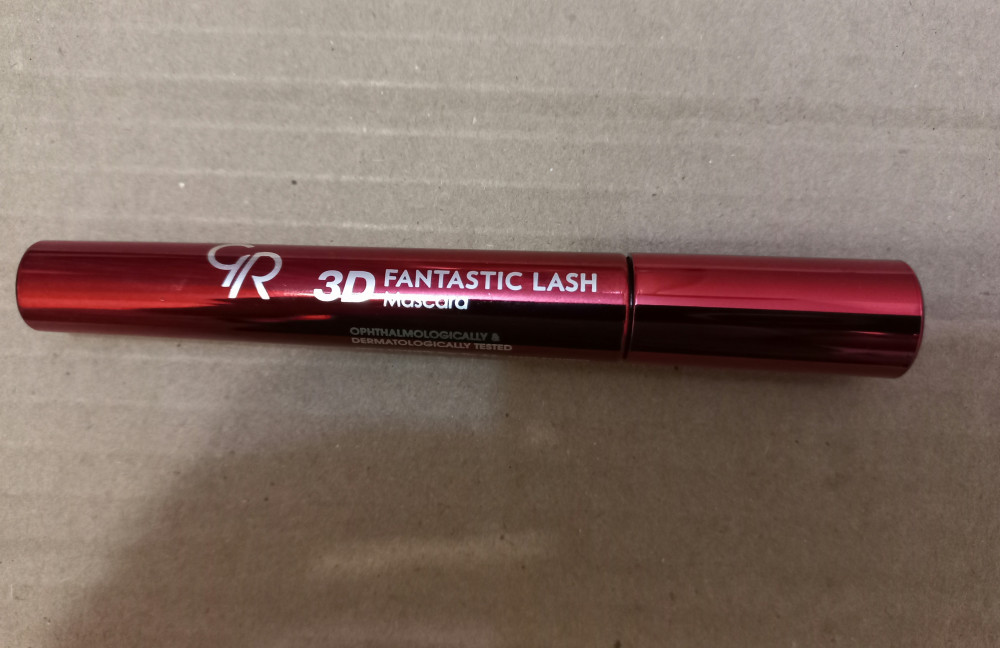 GR
3D FANTASTIC LASH
Mascara
OPHTHALMOLOGICALLY &
DERMATOLOGICALLY TESTED